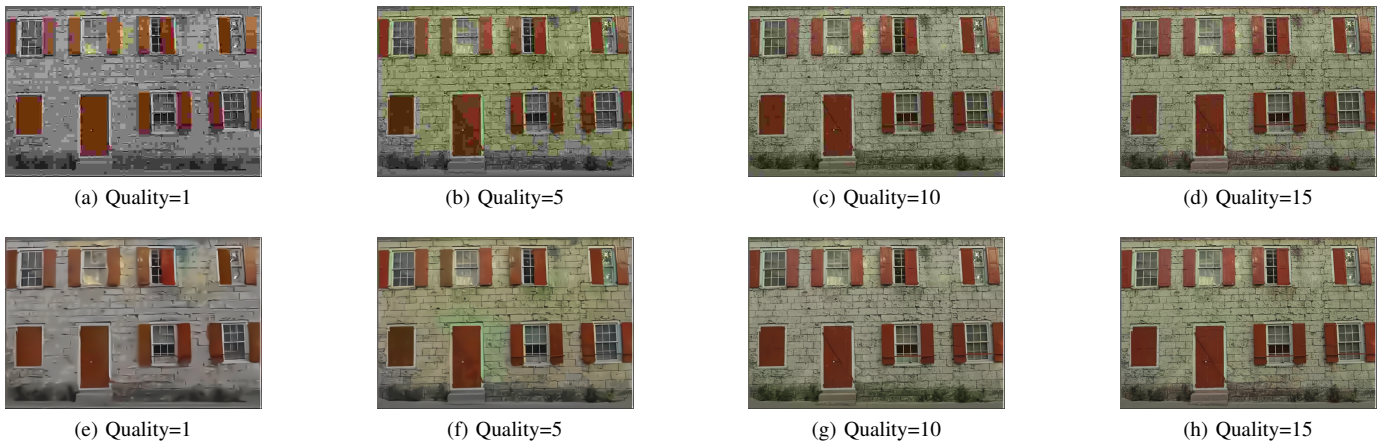 (a) Quality=1
(b) Quality=5
(c) Quality=10
(d) Quality=15
(e) Quality=1
(f) Quality=5
(g) Quality=10
(h) Quality=15